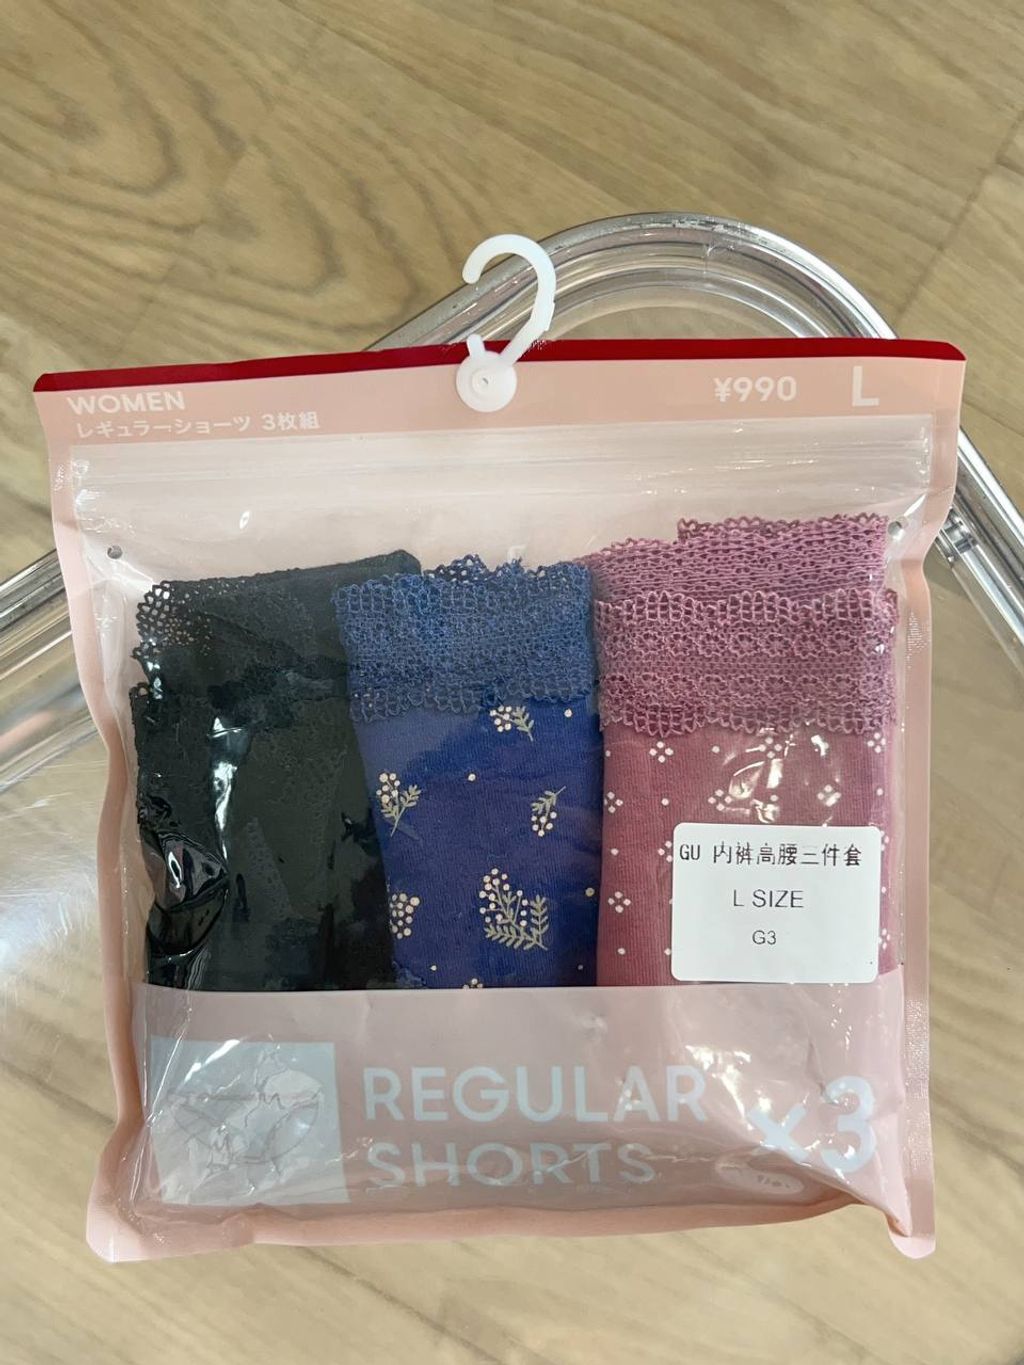 WOMEN
¥990 L
レギュラーショーツ 3枚組
GU 内裤高腰三件套
L SIZE
G3
REGULAR
SHORTS
×3